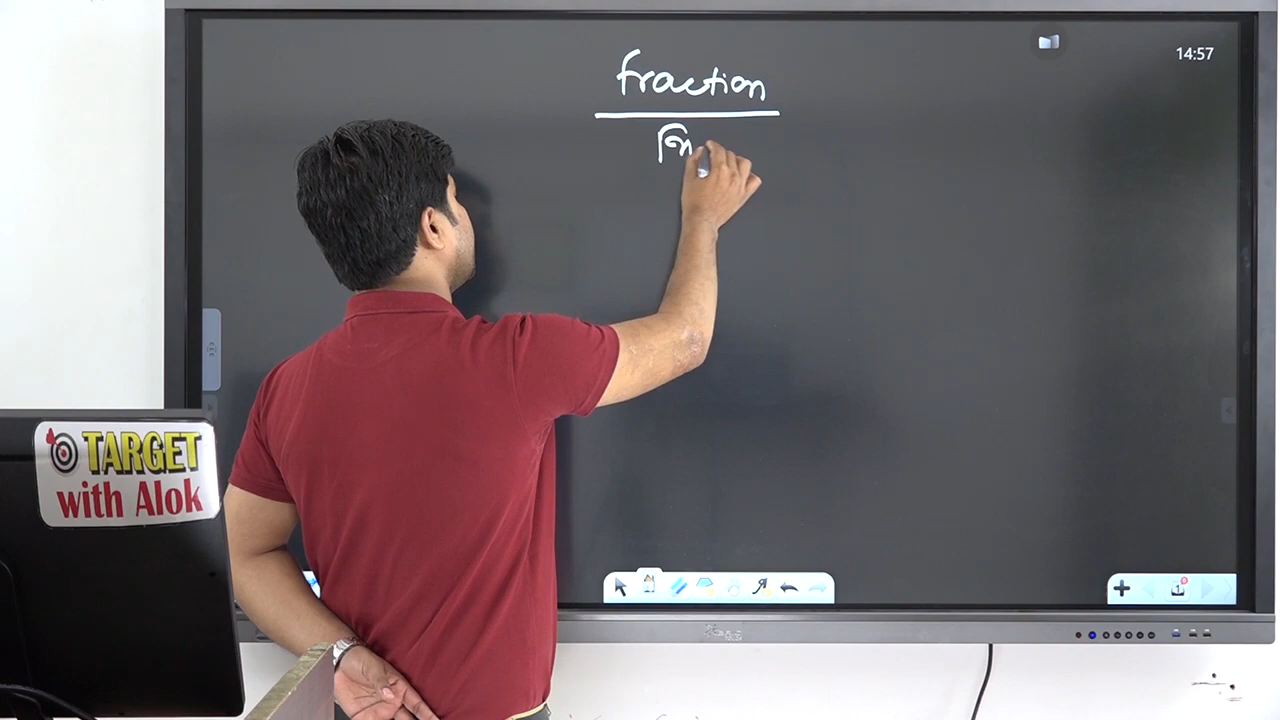 fraction
भि
14:57
TARGET
with Alok